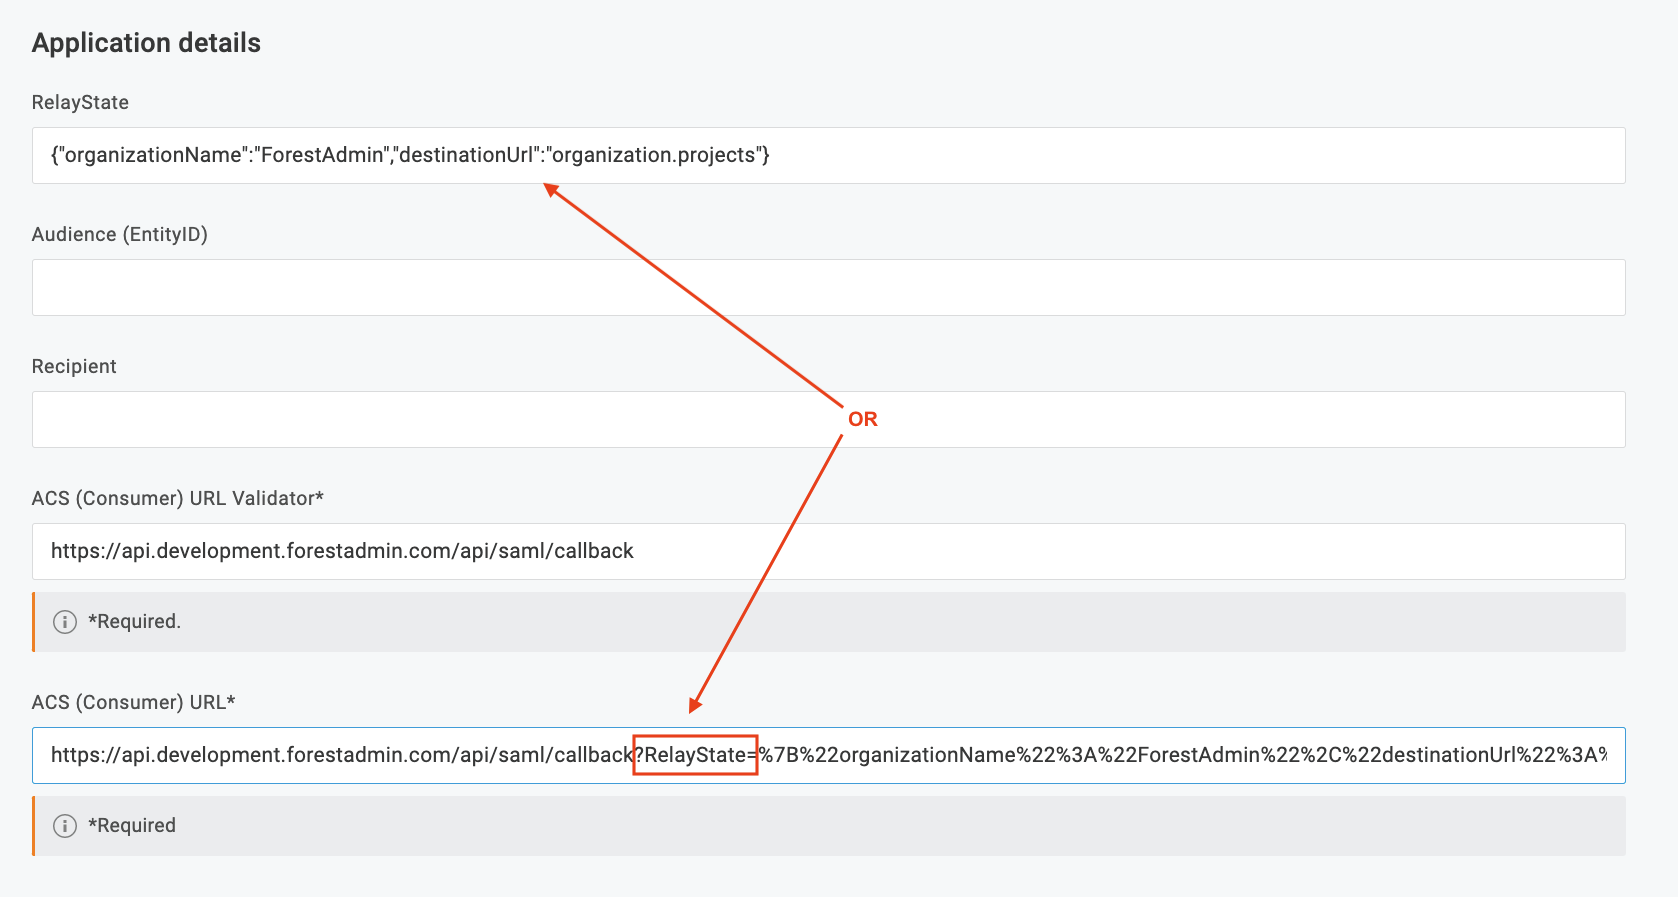 Application details
RelayState
{"organizationName":"ForestAdmin","destinationUrl":"organization.projects"}
Audience (EntityID)
Recipient
OR
ACS (Consumer) URL Validator*
https://api.development.forestadmin.com/api/saml/callback
*Required.
ACS (Consumer) URL*
https://api.development.forestadmin.com/api/saml/callback?RelayState=%7B%22organizationName%22%3A%22ForestAdmin%22%2C%22destinationUrl%22%3A%
*Required